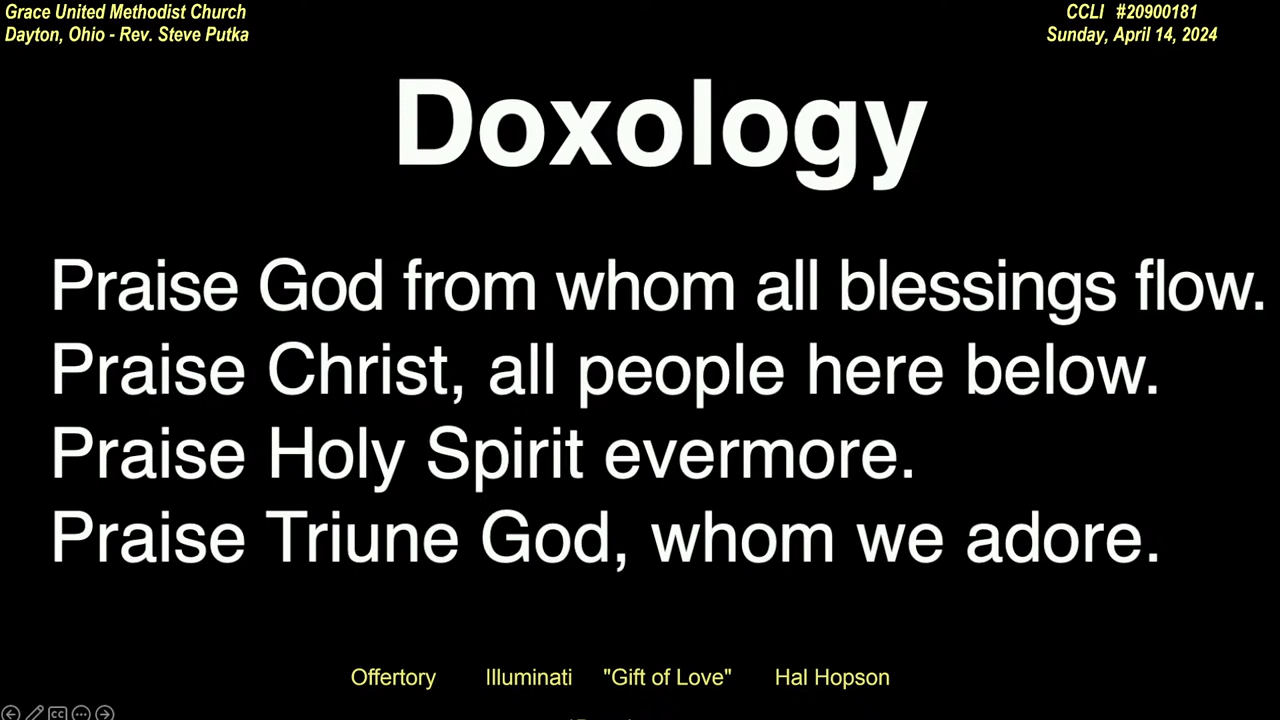 Grace United Methodist Church
Dayton, Ohio - Rev. Steve Putka
CCLI #20900181
Sunday, April 14, 2024
Doxology
Praise God from whom all blessings flow.
Praise Christ, all people here below.
Praise Holy Spirit evermore.
Praise Triune God, whom we adore.
Offertory Illuminati "Gift of Love" Hal Hopson
CC